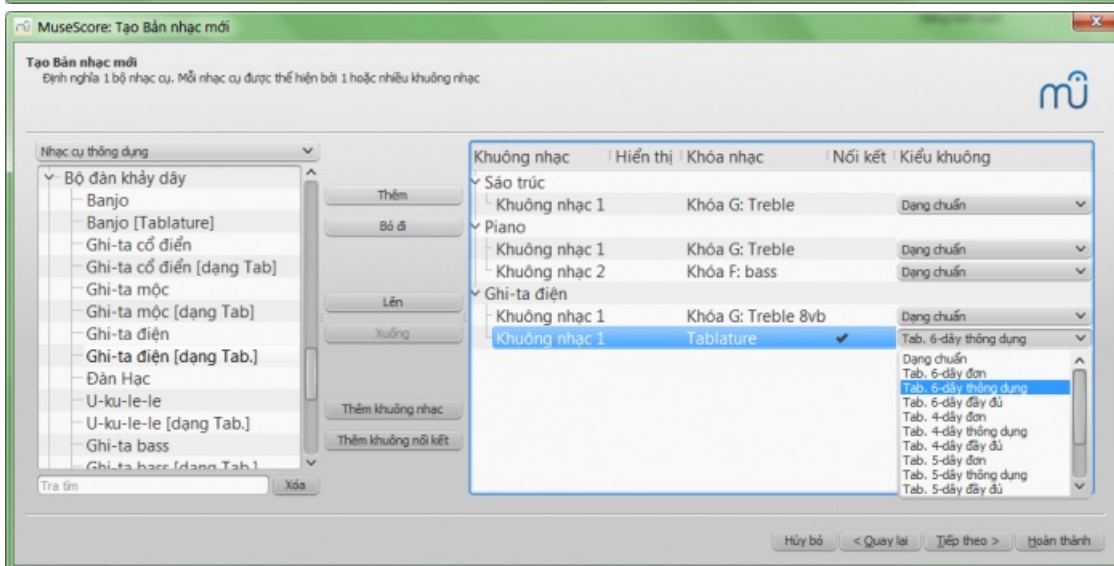 MuseScore: Tạo Bản nhạc mới
Tạo Bản nhạc mới
Định nghĩa 1 bộ nhạc cụ. Mỗi nhạc cụ được thể hiện bởi 1 hoặc nhiều khuông nhạc
Nhạc cụ thông dụng
Bộ đàn khảy dây
Banjo
Banjo [Tablature]
Ghi-ta cổ điển
Ghi-ta cổ điển [dạng Tab]
Ghi-ta mộc
Ghi-ta mộc [dạng Tab]
Ghi-ta điện
Ghi-ta điện [dạng Tab.]
Đàn Hạc
U-ku-le-le
U-ku-le-le [dạng Tab.]
Ghi-ta bass
Ghi-ta bass [dạng Tab.]
Tra tìm Xóa
Thêm
Bỏ đi
Lên
Xuống
Thêm khuông nhạc
Thêm khuông nối kết
Khuông nhạc Hiển thị Khóa nhạc Nối kết Kiểu khuông
Sáo trúc
Khuông nhạc 1 Khóa G: Treble Dạng chuẩn
Piano
Khuông nhạc 1 Khóa G: Treble Dạng chuẩn
Khuông nhạc 2 Khóa F: bass Dạng chuẩn
Ghi-ta điện
Khuông nhạc 1 Khóa G: Treble 8vb Dạng chuẩn
Khuông nhạc 1 Tablature ✔ Tab. 6-dây thông dụng
Dạng chuẩn
Tab. 6-dây đơn
Tab. 6-dây thông dụng
Tab. 6-dây đầy đủ
Tab. 4-dây đơn
Tab. 4-dây thông dụng
Tab. 4-dây đầy đủ
Tab. 5-dây đơn
Tab. 5-dây thông dụng
Tab. 5-dây đầy đủ
Hủy bỏ < Quay lại Tiếp theo > Hoàn thành